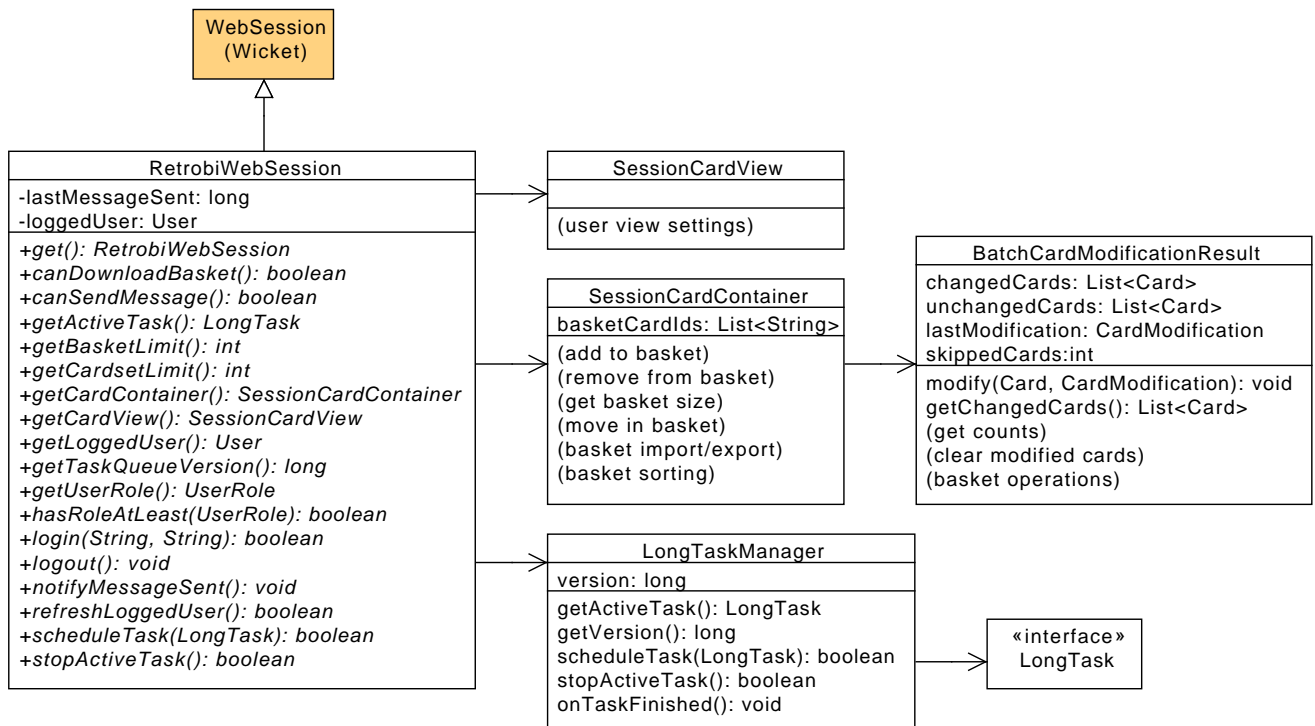 WebSession
(Wicket)
RetrobiWebSession
-lastMessageSent: long
-loggedUser: User
+get(): RetrobiWebSession
+canDownloadBasket(): boolean
+canSendMessage(): boolean
+getActiveTask(): LongTask
+getBasketLimit(): int
+getCardsetLimit(): int
+getCardContainer(): SessionCardContainer
+getCardView(): SessionCardView
+getLoggedUser(): User
+getTaskQueueVersion(): long
+getUserRole(): UserRole
+hasRoleAtLeast(UserRole): boolean
+login(String, String): boolean
+logout(): void
+notifyMessageSent(): void
+refreshLoggedUser(): boolean
+scheduleTask(LongTask): boolean
+stopActiveTask(): boolean
SessionCardView
(user view settings)
SessionCardContainer
basketCardIds: List<String>
(add to basket)
(remove from basket)
(get basket size)
(move in basket)
(basket import/export)
(basket sorting)
BatchCardModificationResult
changedCards: List<Card>
unchangedCards: List<Card>
lastModification: CardModification
skippedCards:int
modify(Card, CardModification): void
getChangedCards(): List<Card>
(get counts)
(clear modified cards)
(basket operations)
LongTaskManager
version: long
getActiveTask(): LongTask
getVersion(): long
scheduleTask(LongTask): boolean
stopActiveTask(): boolean
onTaskFinished(): void
«interface»
LongTask